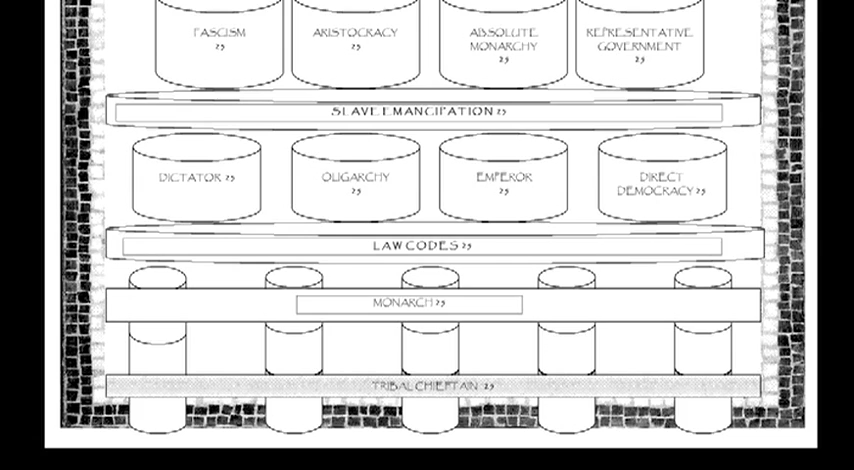 FASCISM
25
ARISTOCRACY
25
ABSOLUTE
MONARCHY
25
REPRESENTATIVE
GOVERNMENT
25
SLAVE EMANCIPATION 25
DICTATOR 25
OLIGARCHY
25
EMPEROR
25
DIRECT
DEMOCRACY 25
LAW CODES 25
MONARCH 25
TRIBAL CHIEFTAIN 25